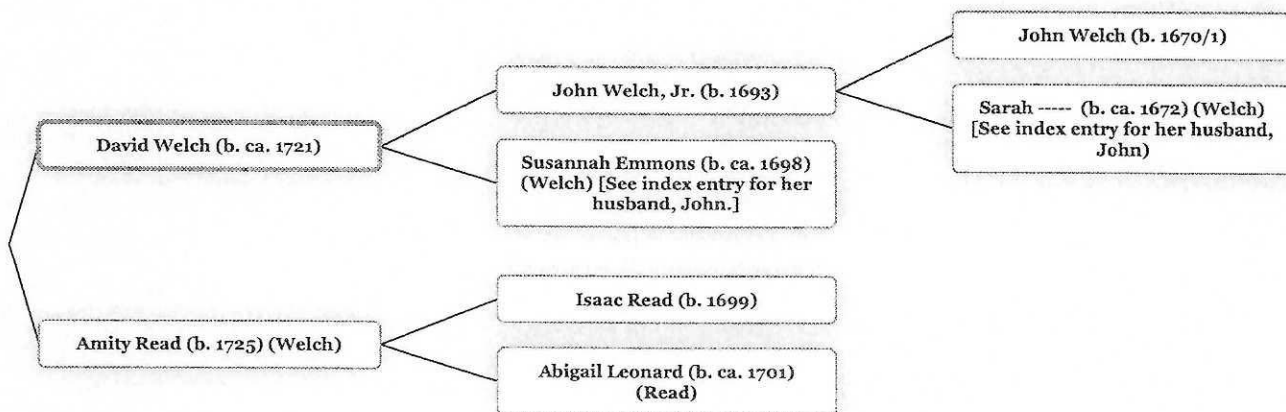 John Welch (b. 1670/1)
John Welch, Jr. (b. 1693)
Sarah ----- (b. ca. 1672) (Welch)
[See index entry for her husband,
John)
David Welch (b. ca. 1721)
Susannah Emmons (b. ca. 1698)
(Welch) [See index entry for her
husband, John.]
Isaac Read (b. 1699)
Amity Read (b. 1725) (Welch)
Abigail Leonard (b. ca. 1701)
(Read)